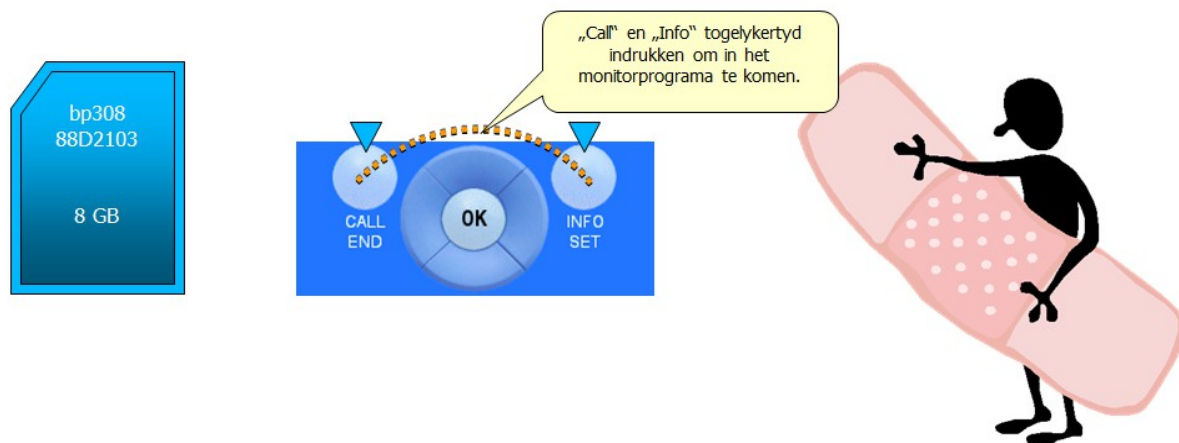 „Call“ en „Info“ togelykertyd
indrukken om in het
monitorprograma te komen.
bp308
88D2103
8 GB
CALL
END
OK
INFO
SET